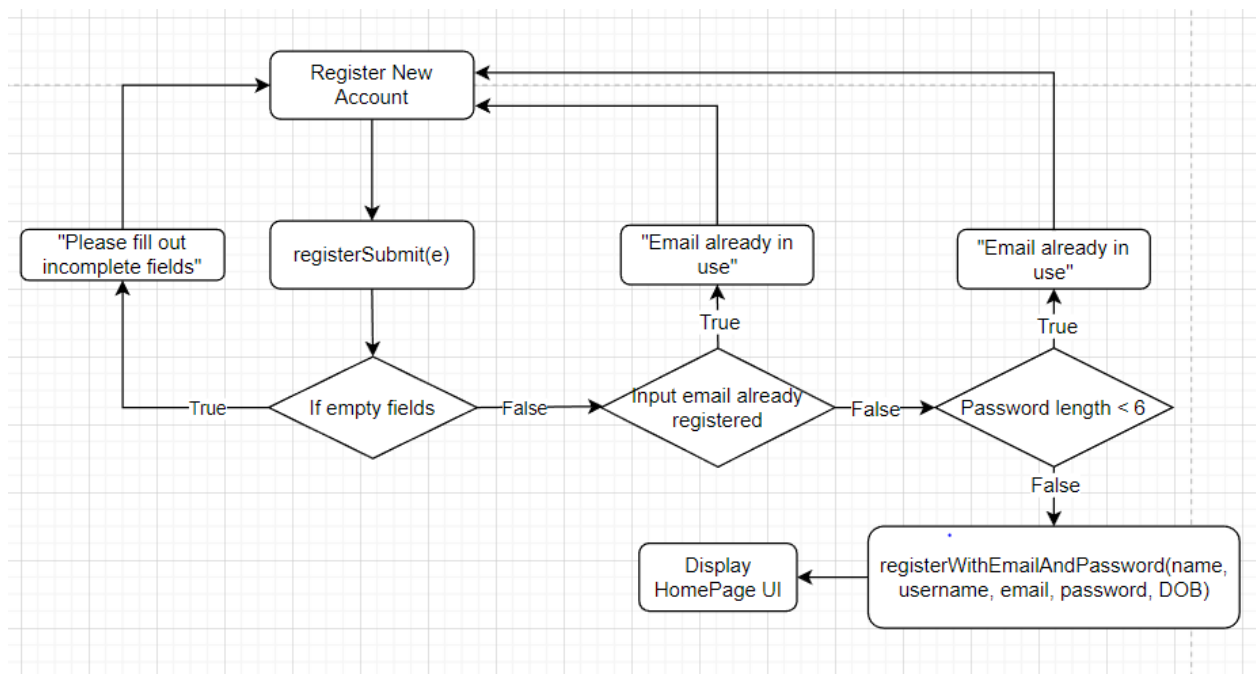 Register New
Account
"Please fill out
incomplete fields"
registerSubmit(e)
"Email already in
use"
"Email already in
use"
True
True
True
If empty fields
False
Input email already
registered
False
Password length < 6
False
Display
HomePage UI
registerWithEmailAndPassword(name,
username, email, password, DOB)